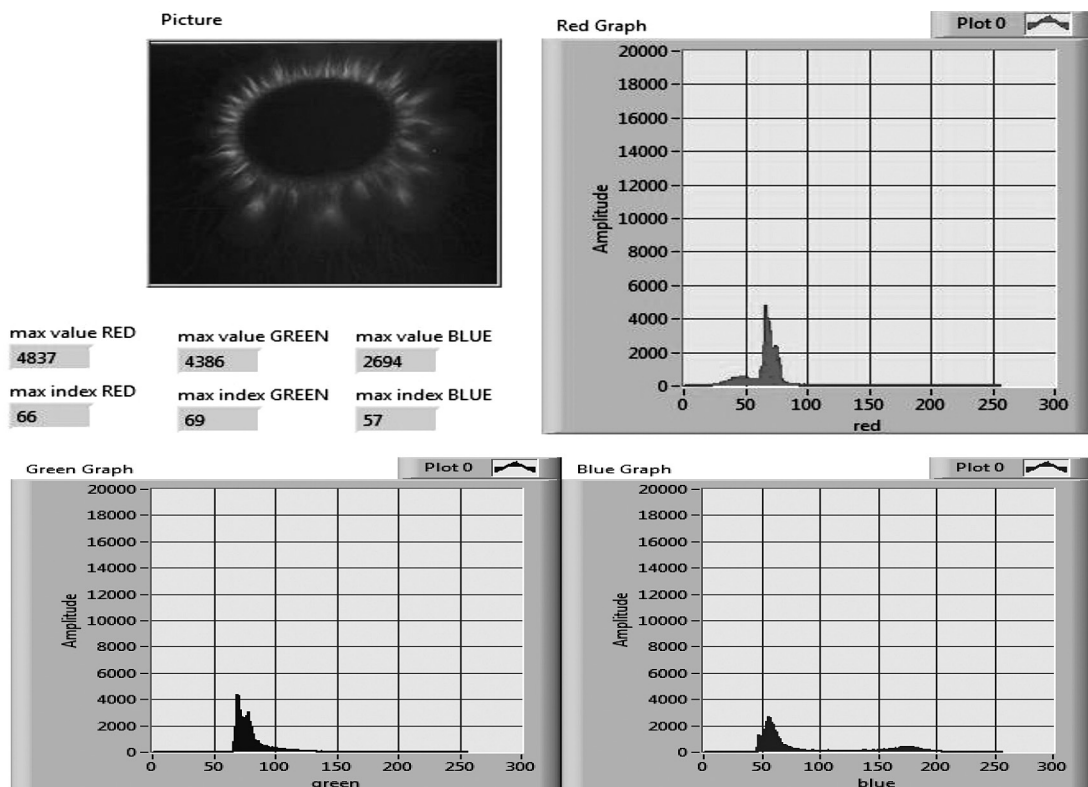 Picture
Red Graph
Plot 0
20000
18000
16000
14000
12000
10000
8000
6000
4000
2000
0
Amplitude
0 50 100 150 200 250 300
red
max value RED
4837
max value GREEN
4386
max value BLUE
2694
max index RED
66
max index GREEN
69
max index BLUE
57
Green Graph
Plot 0
20000
18000
16000
14000
12000
10000
8000
6000
4000
2000
0
Amplitude
0 50 100 150 200 250 300
green
Blue Graph
Plot 0
20000
18000
16000
14000
12000
10000
8000
6000
4000
2000
0
Amplitude
0 50 100 150 200 250 300
blue